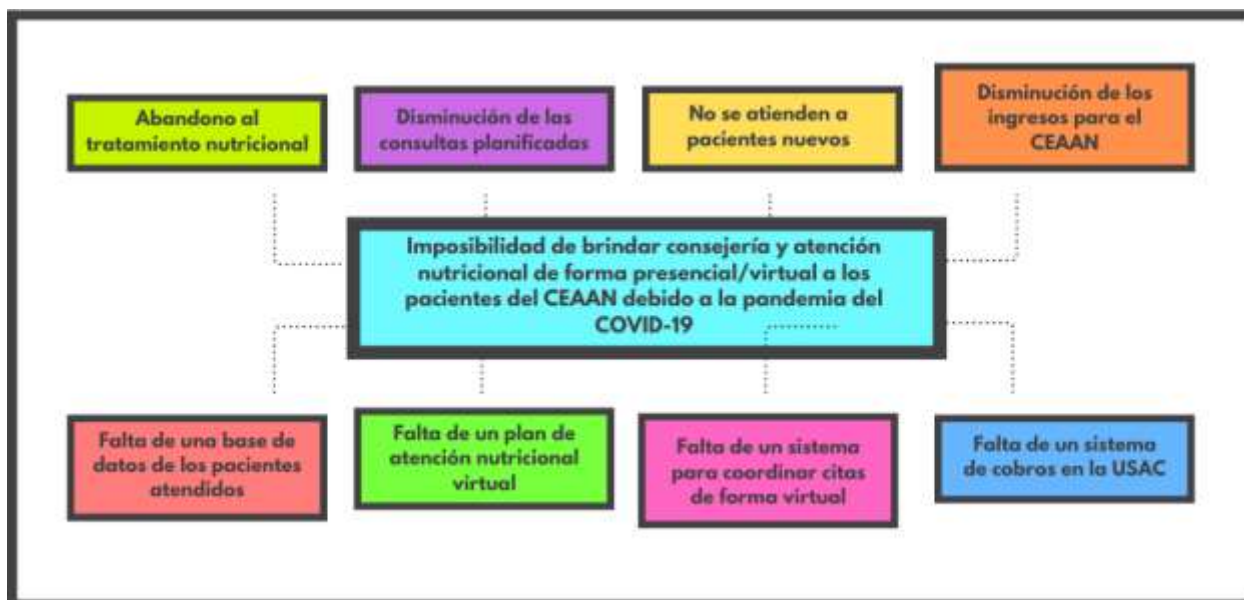 Abandono al
tratamiento nutricional
Disminución de las
consultas planificadas
No se atienden a
pacientes nuevos
Disminución de los
ingresos para el
CEAAN
Imposibilidad de brindar consejería y atención
nutricional de forma presencial/virtual a los
pacientes del CEAAN debido a la pandemia del
COVID-19
Falta de una base de
datos de los pacientes
atendidos
Falta de un plan de
atención nutricional
virtual
Falta de un sistema
para coordinar citas
de forma virtual
Falta de un sistema
de cobros en la USAC